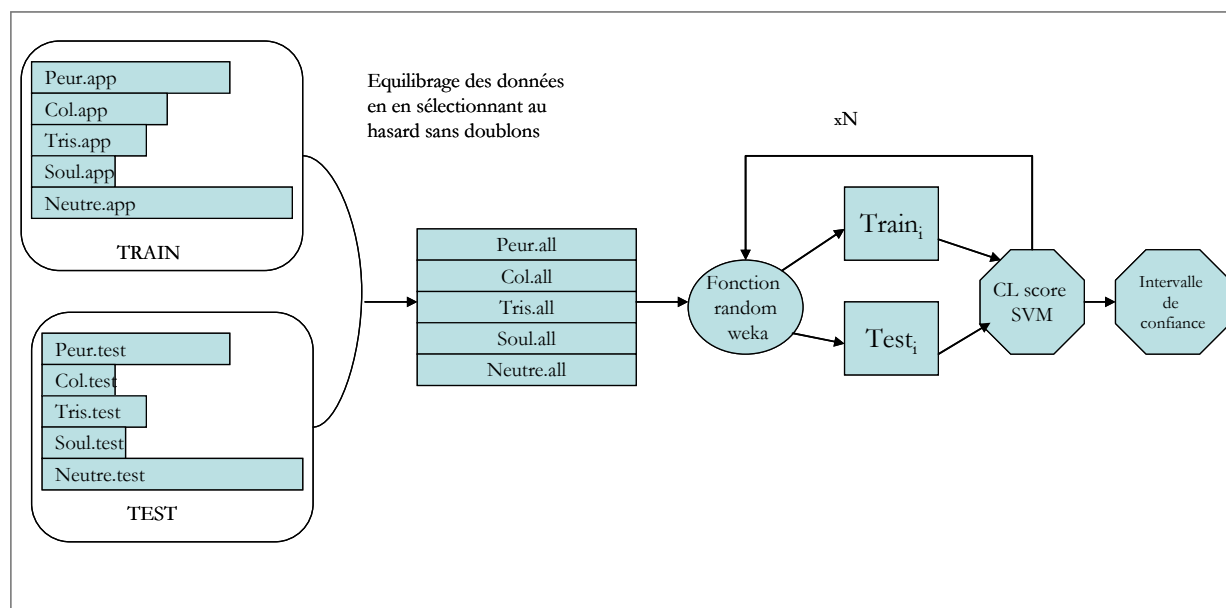 Peur.app
Col.app
Tris.app
Soul.app
Neutre.app
TRAIN
Equilibrage des données
en en sélectionnant au
hasard sans doublons
Peur.test
Col.test
Tris.test
Soul.test
Neutre.test
TEST
Peur.all
Col.all
Tris.all
Soul.all
Neutre.all
xN
Fonction
random
weka
Train_i
Test_i
CL score
SVM
Intervalle
de
confiance